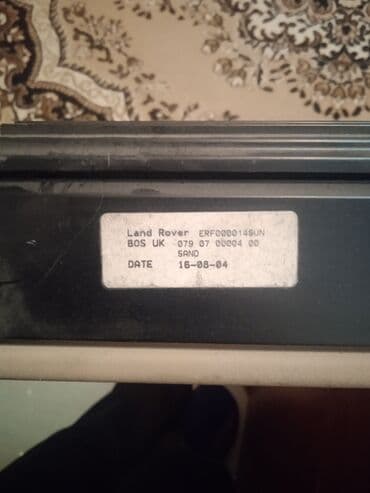 Land Rover ERF000014SUN
BOS UK 079 07 00004 00
SAND
DATE 16-08-04